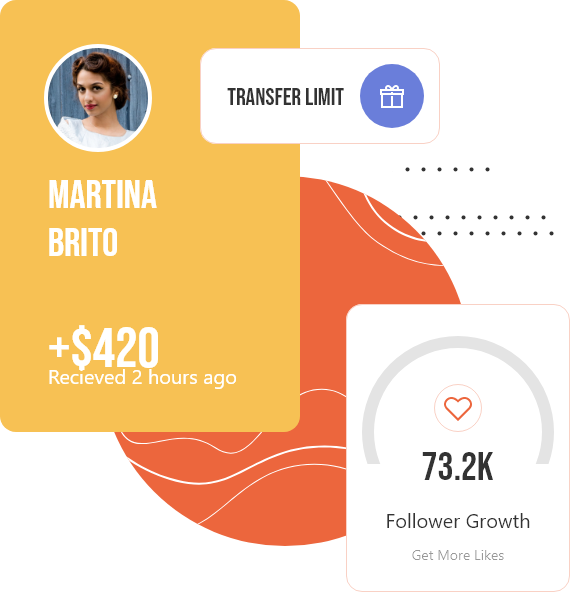 TRANSFER LIMIT
MARTINA
BRITO
+$420
Recieved 2 hours ago
73.2K
Follower Growth
Get More Likes